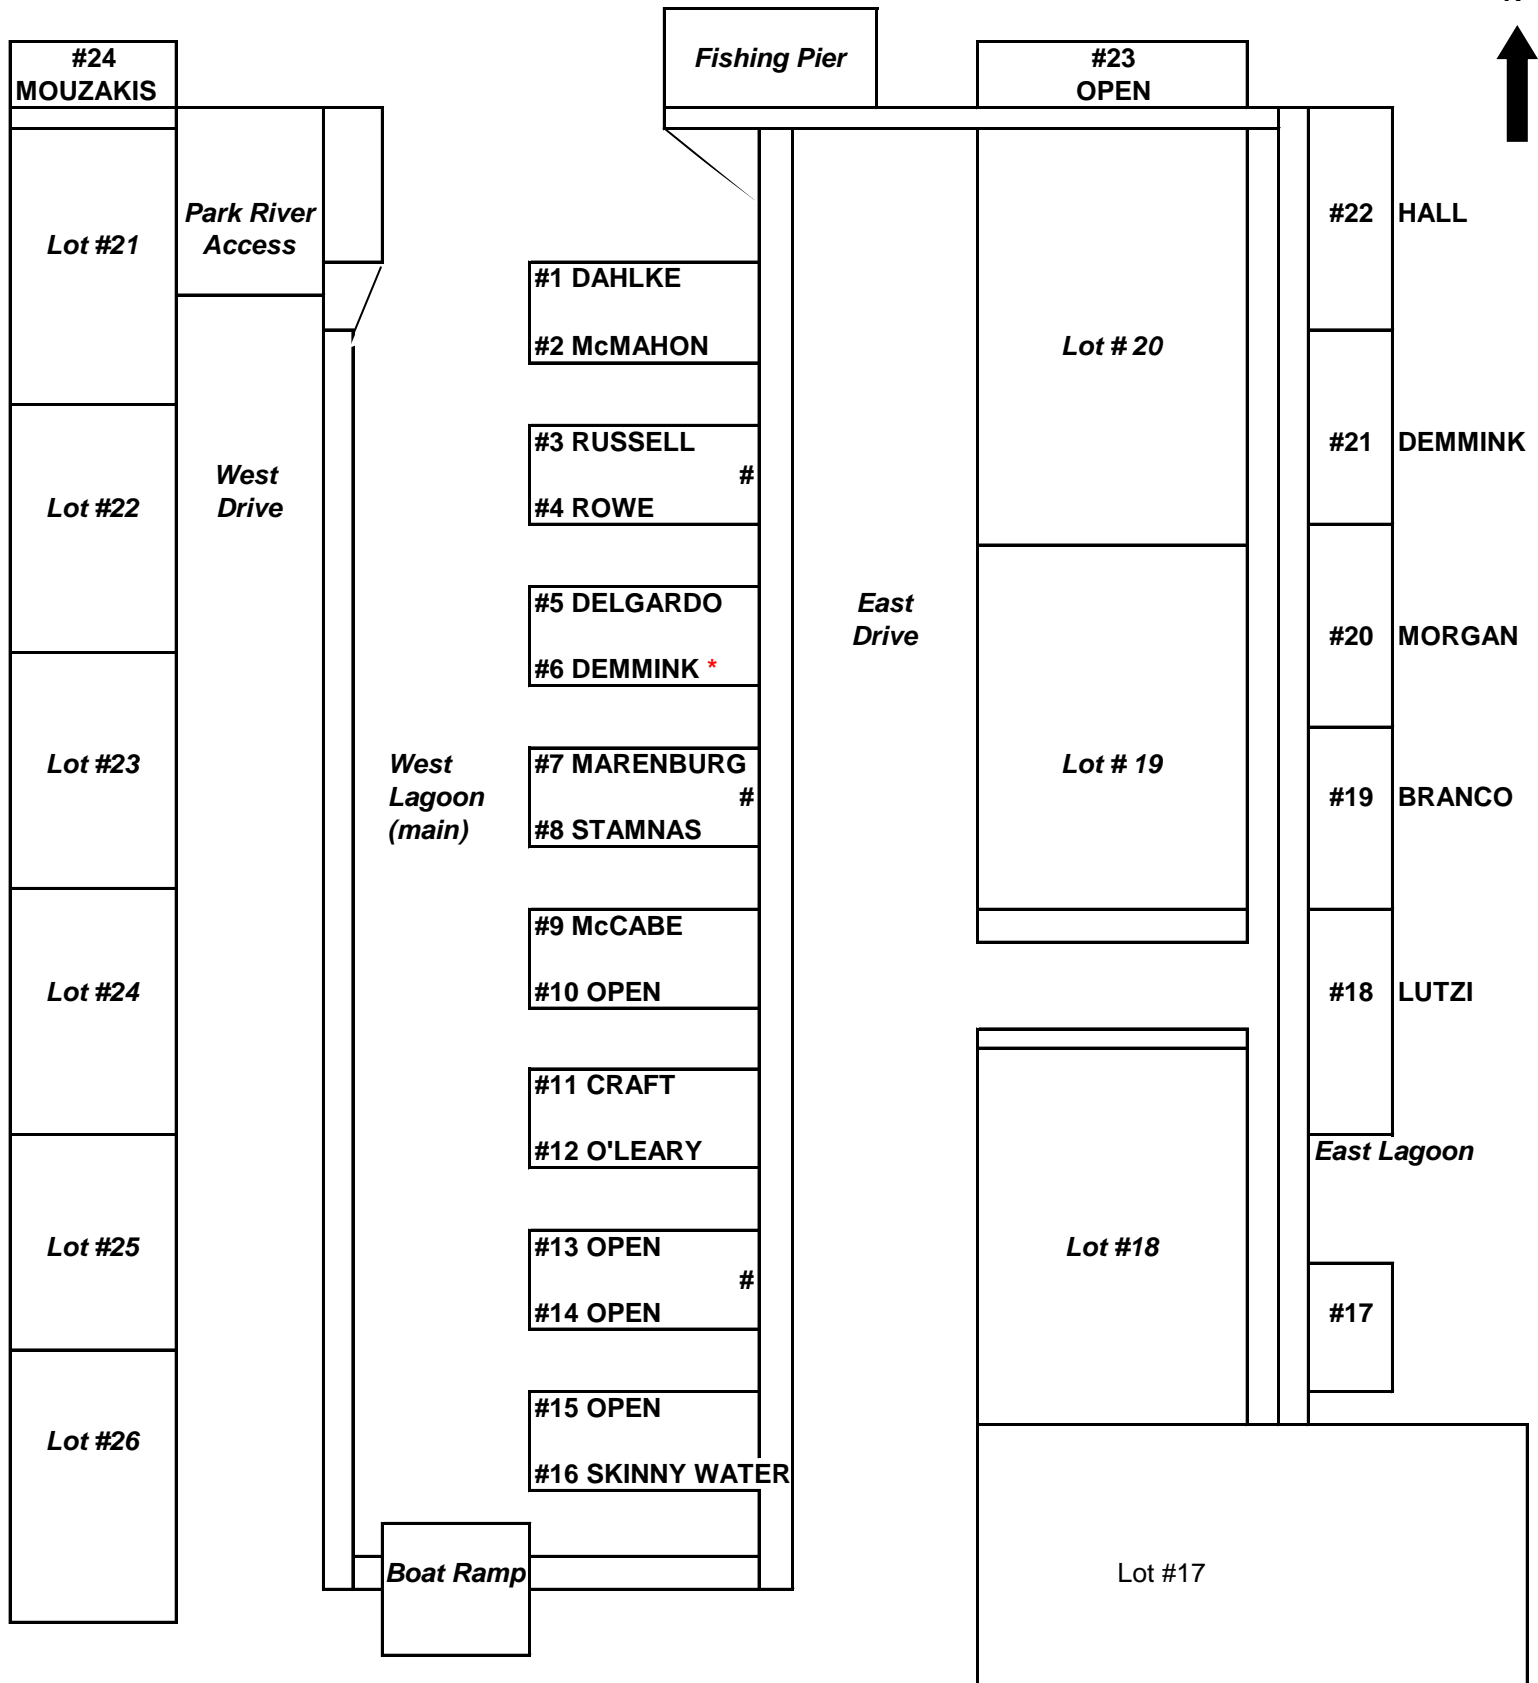 #24
MOUZAKIS
Fishing Pier
#23
OPEN
Park River
Access
Lot #21
#22 HALL
#1 DAHLKE
#2 McMAHON
Lot # 20
#3 RUSSELL
#
#4 ROWE
#21 DEMMINK
West
Drive
Lot #22
#5 DELGARDO
#6 DEMMINK *
East
Drive
#20 MORGAN
Lot #23
West
Lagoon
(main)
#7 MARENBURG
#
#8 STAMNAS
Lot # 19
#19 BRANCO
#9 McCABE
#10 OPEN
Lot #24
#18 LUTZI
#11 CRAFT
#12 O'LEARY
East Lagoon
Lot #25
#13 OPEN
#
#14 OPEN
Lot #18
#17
#15 OPEN
#16 SKINNY WATER
Lot #26
Boat Ramp
Lot #17